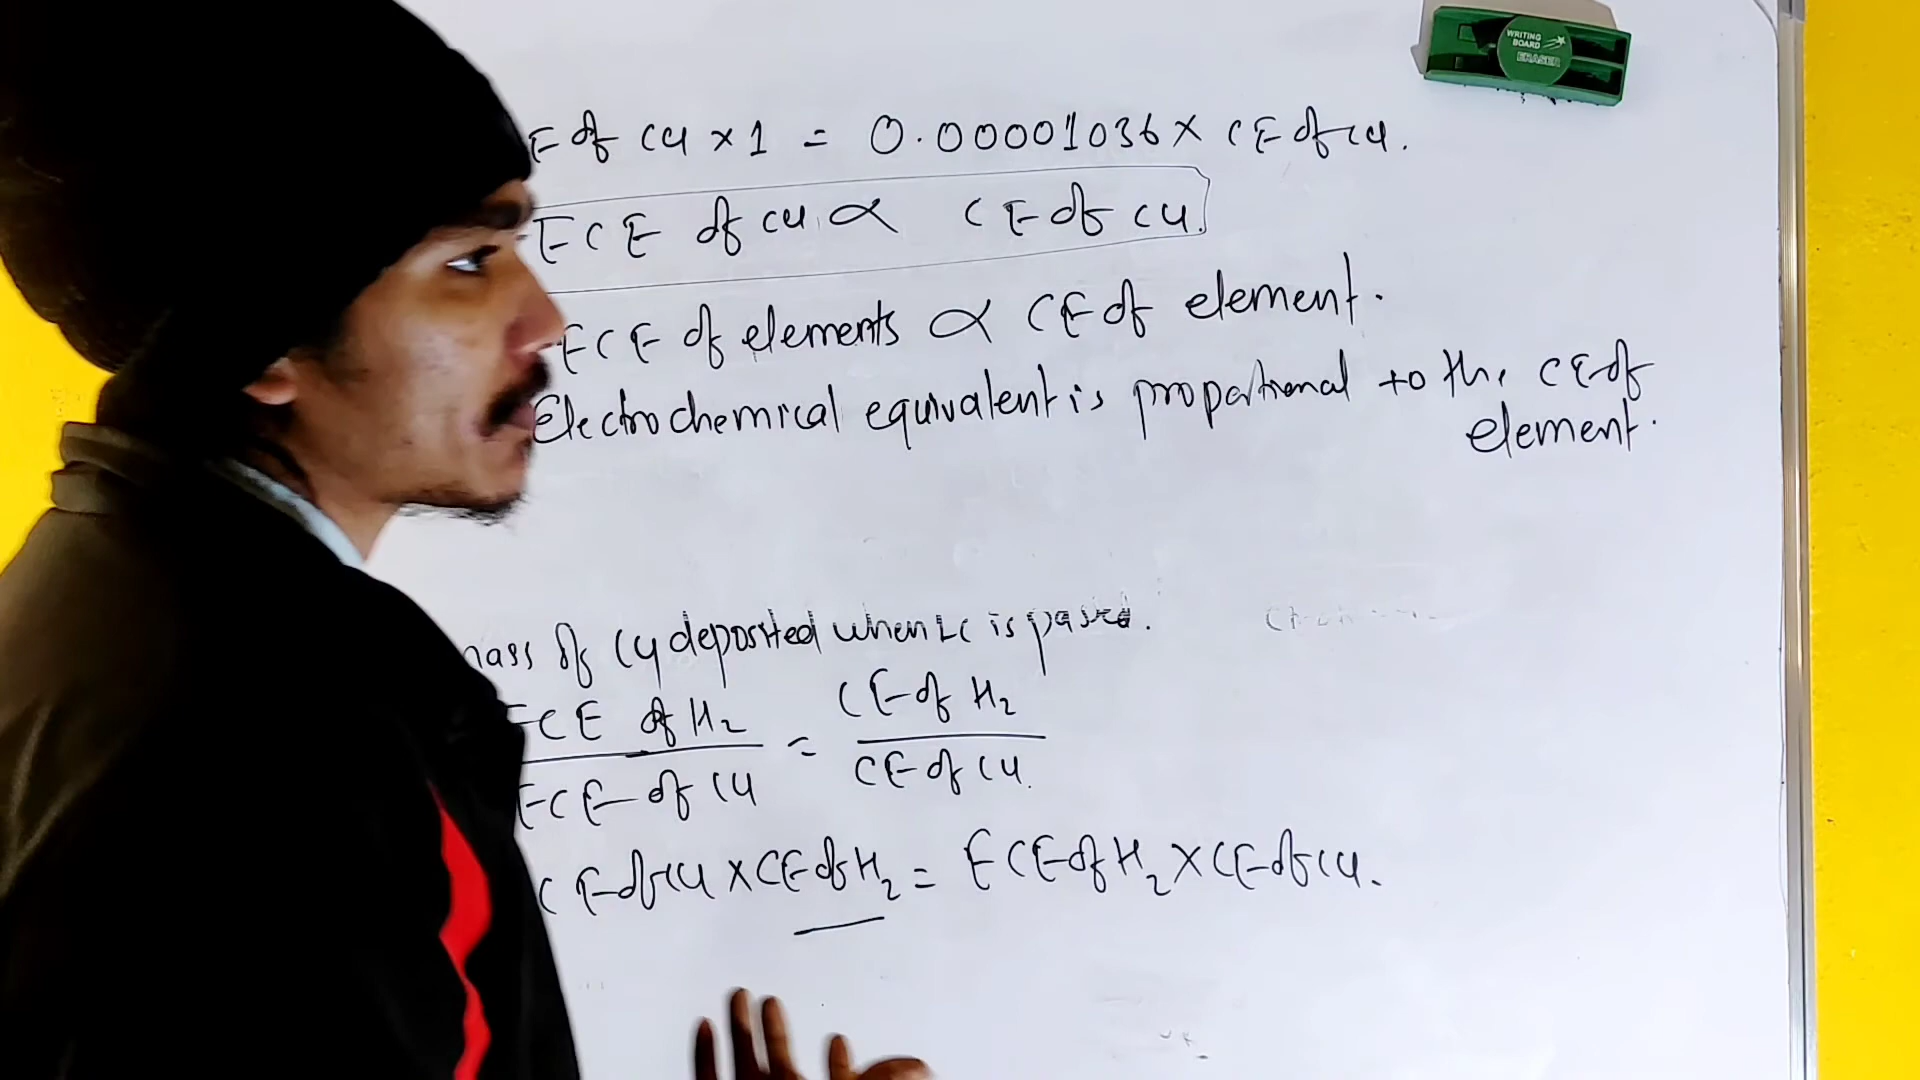 WRITING
BOARD
ERASER
E of cu x 1 = 0.00001036 x CE of cu.
ECE of cu ∝ CE of cu.
ECE of elements ∝ CE of element.
Electrochemical equivalent is proportional to the CE of
element.
mass of cu deposited when 1C is passed.
ECE of H₂ = CE of H₂
ECE of cu CE of cu.
CE of cu x CE of H₂ = ECE of H₂ x CE of cu.